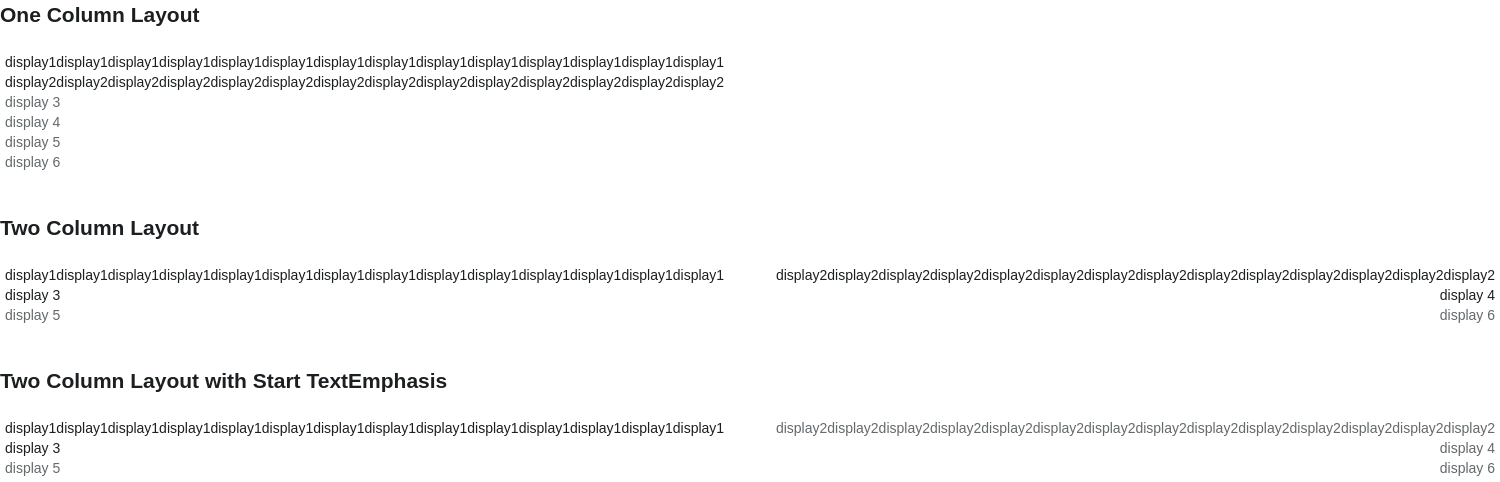 One Column Layout
display1display1display1display1display1display1display1display1display1display1display1display1display1display1
display2display2display2display2display2display2display2display2display2display2display2display2display2display2
display 3
display 4
display 5
display 6
Two Column Layout
display1display1display1display1display1display1display1display1display1display1display1display1display1display1
display2display2display2display2display2display2display2display2display2display2display2display2display2display2
display 3
display 4
display 5
display 6
Two Column Layout with Start TextEmphasis
display1display1display1display1display1display1display1display1display1display1display1display1display1display1
display2display2display2display2display2display2display2display2display2display2display2display2display2display2
display 3
display 4
display 5
display 6